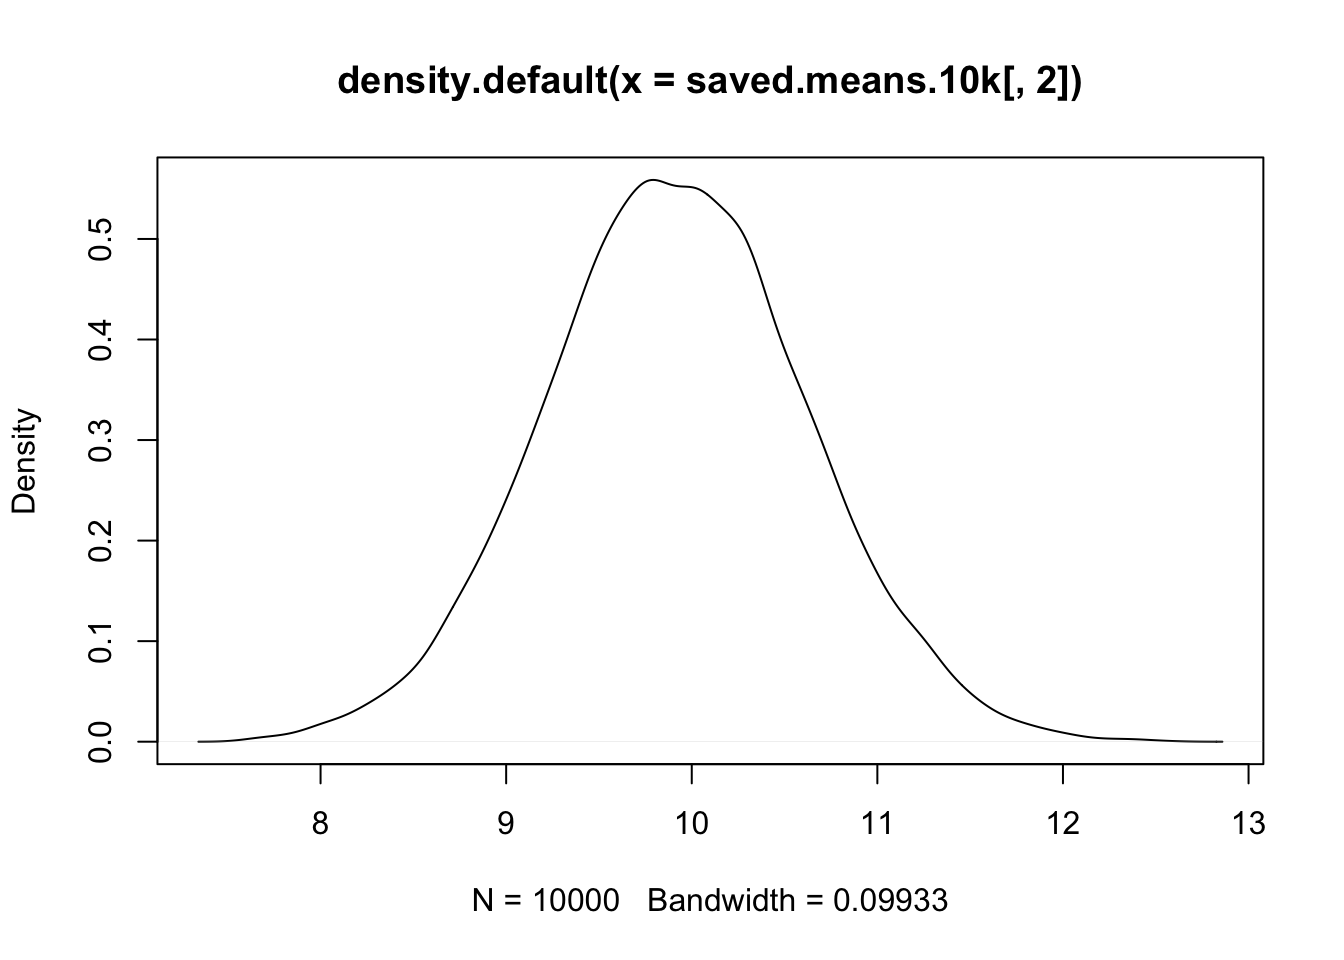 density.default(x = saved.means.10k[, 2])
Density
0.5
0.4
0.3
0.2
0.1
0.0
8 9 10 11 12 13
N = 10000 Bandwidth = 0.09933